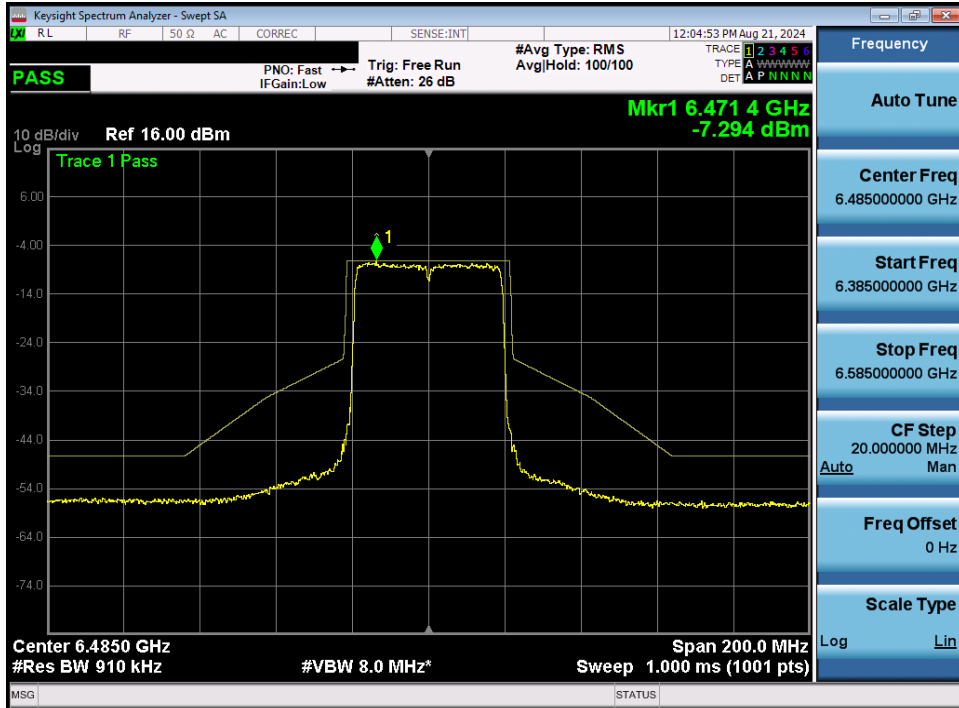 Keysight Spectrum Analyzer - Swept SA
LXI RL RF 50 Ω AC CORREC SENSE:INT 12:04:53 PM Aug 21, 2024
PASS
PNO: Fast
IFGain:Low
Trig: Free Run
#Atten: 26 dB
#Avg Type: RMS
Avg|Hold: 100/100
TRACE 1 2 3 4 5 6
TYPE A WWWWW
DET A P N N N N
Mkr1 6.471 4 GHz
-7.294 dBm
10 dB/div Ref 16.00 dBm
Log
Trace 1 Pass
1
6.00
-4.00
-14.0
-24.0
-34.0
-44.0
-54.0
-64.0
-74.0
Center 6.4850 GHz Span 200.0 MHz
#Res BW 910 kHz #VBW 8.0 MHz* Sweep 1.000 ms (1001 pts)
MSG STATUS
Frequency
Auto Tune
Center Freq
6.485000000 GHz
Start Freq
6.385000000 GHz
Stop Freq
6.585000000 GHz
CF Step
20.000000 MHz
Auto Man
Freq Offset
0 Hz
Scale Type
Log Lin